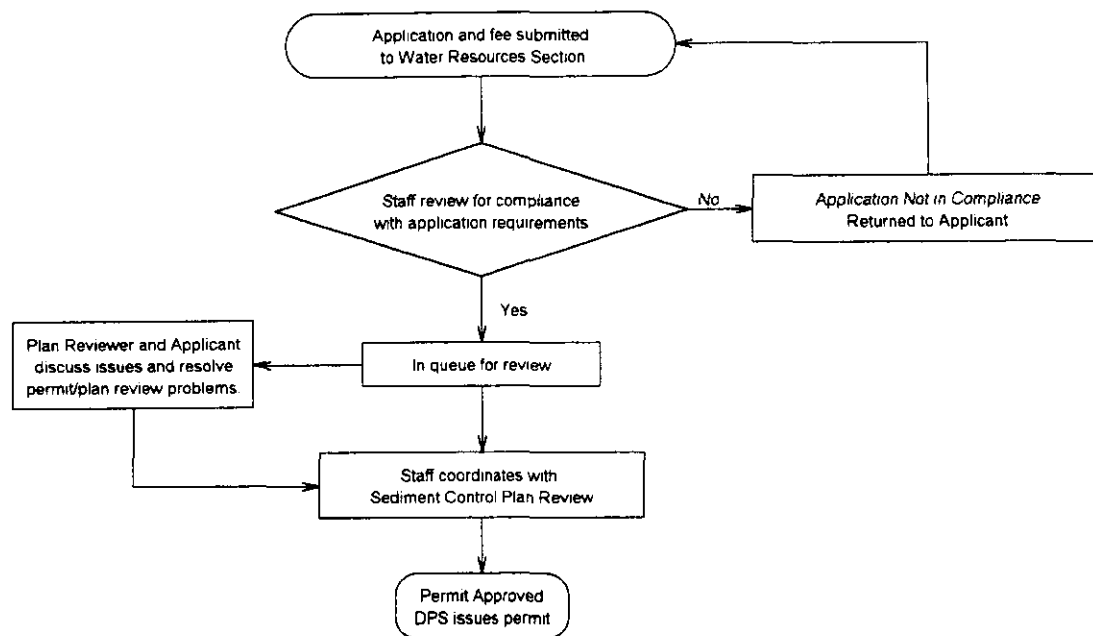 Application and fee submitted
to Water Resources Section
Staff review for compliance
with application requirements
No
Application Not in Compliance
Returned to Applicant
Yes
Plan Reviewer and Applicant
discuss issues and resolve
permit/plan review problems.
In queue for review
Staff coordinates with
Sediment Control Plan Review
Permit Approved
DPS issues permit